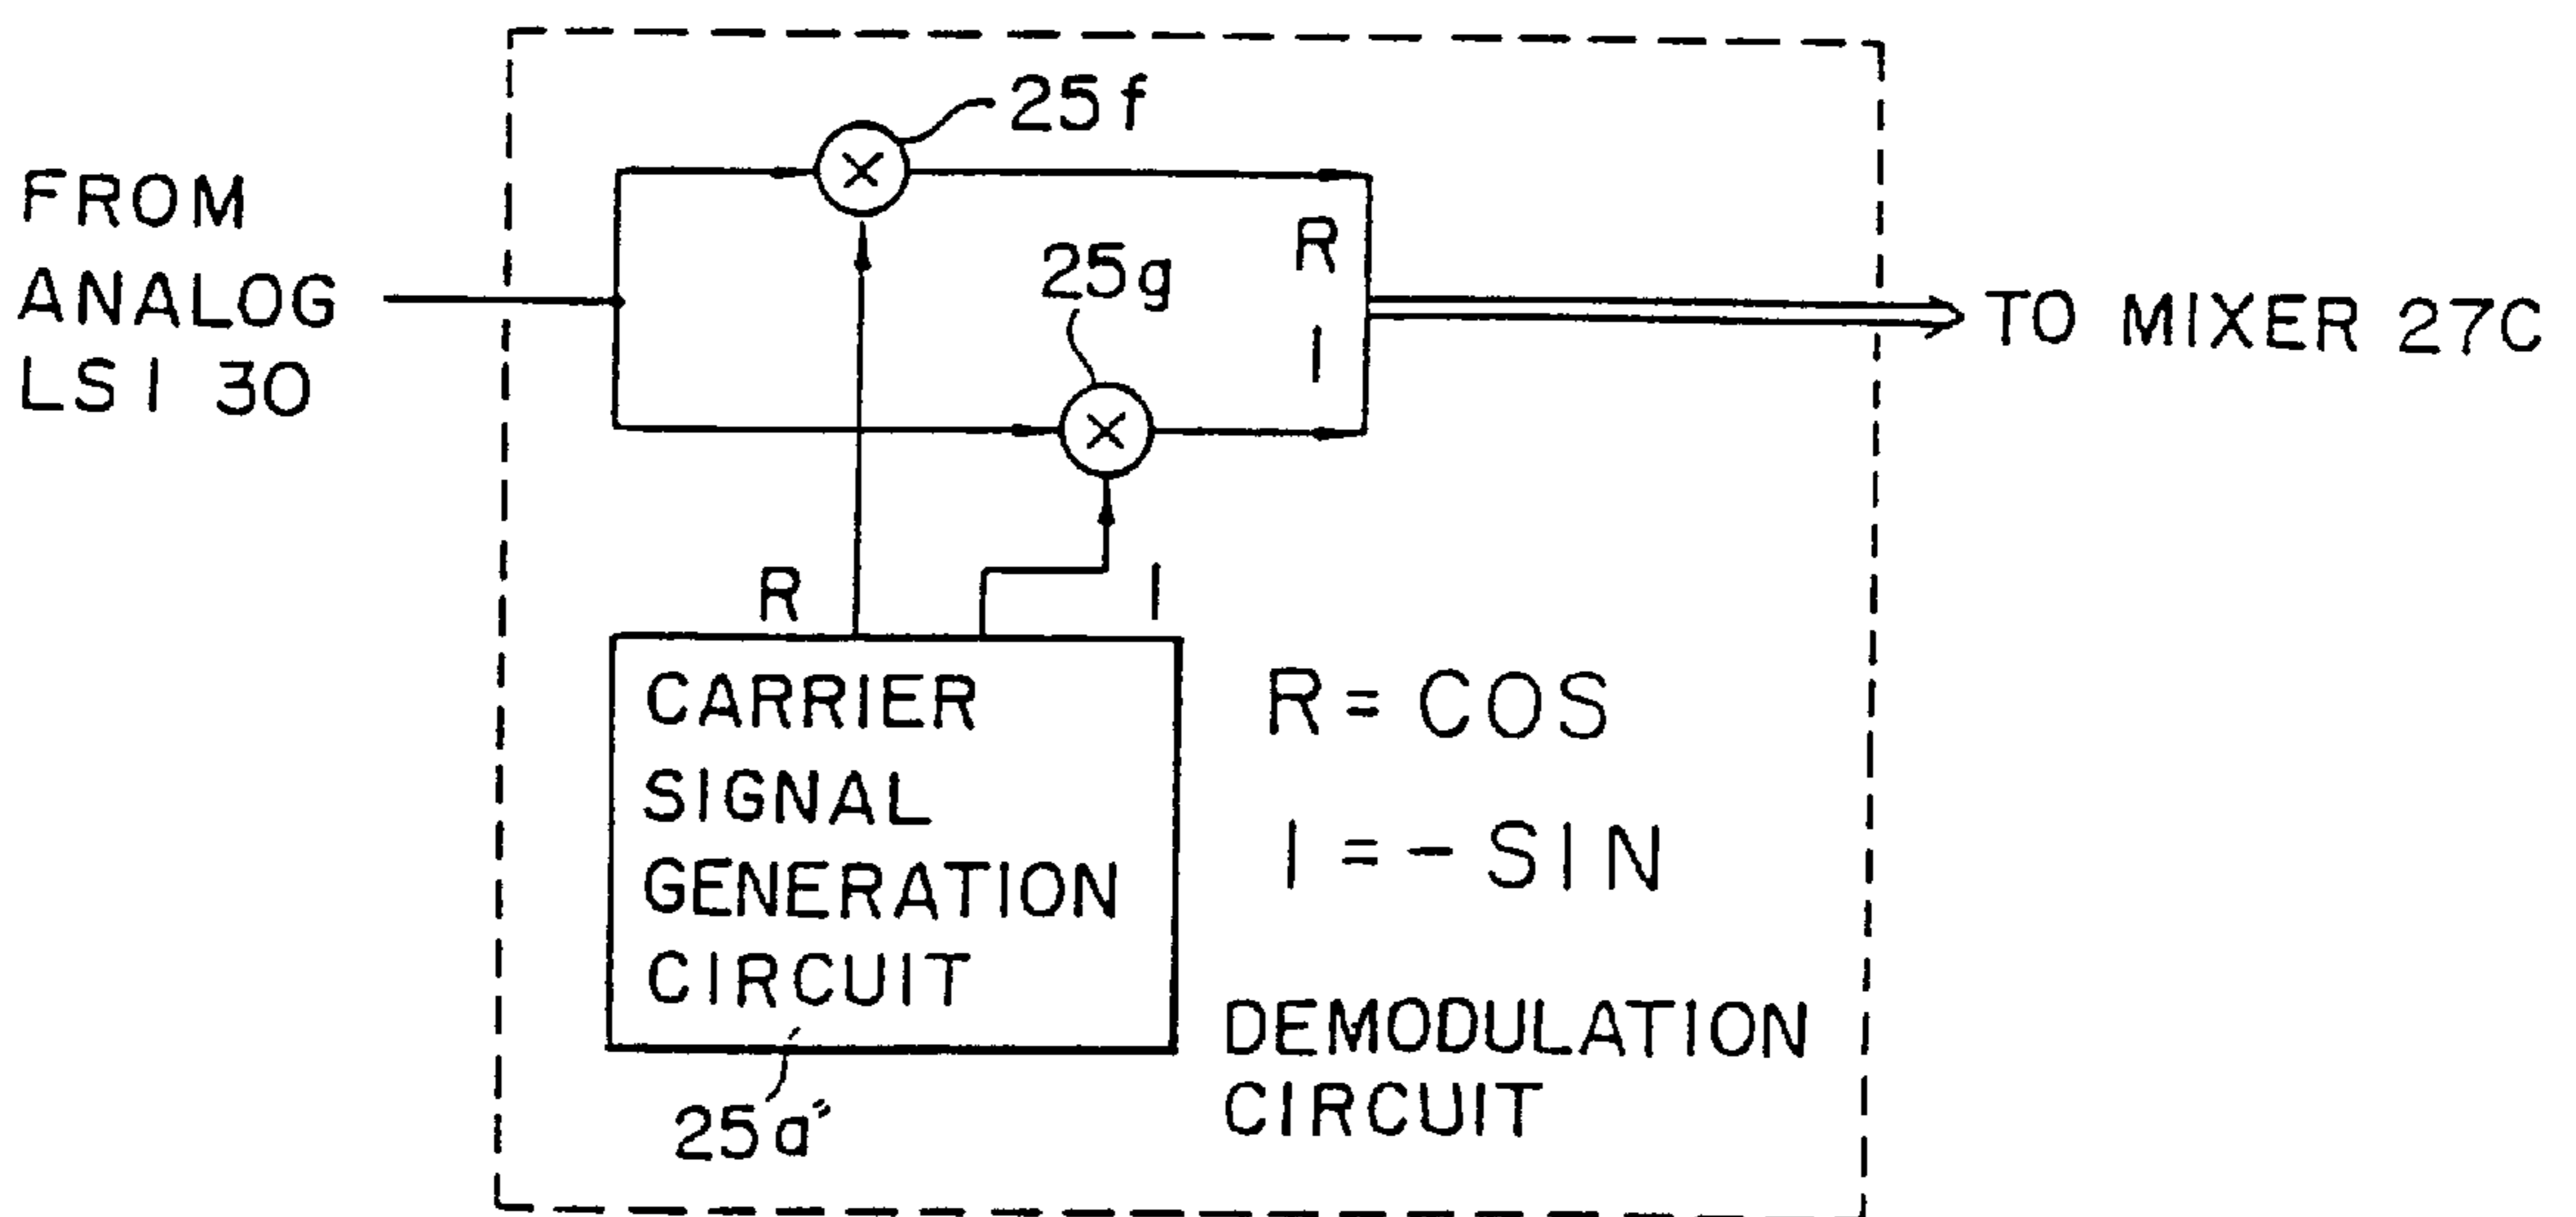 25f
FROM
ANALOG
LSI 30
R
25g
I
TO MIXER 27C
R
I
CARRIER
SIGNAL
GENERATION
CIRCUIT
R = COS
I = - SIN
DEMODULATION
CIRCUIT
25a"